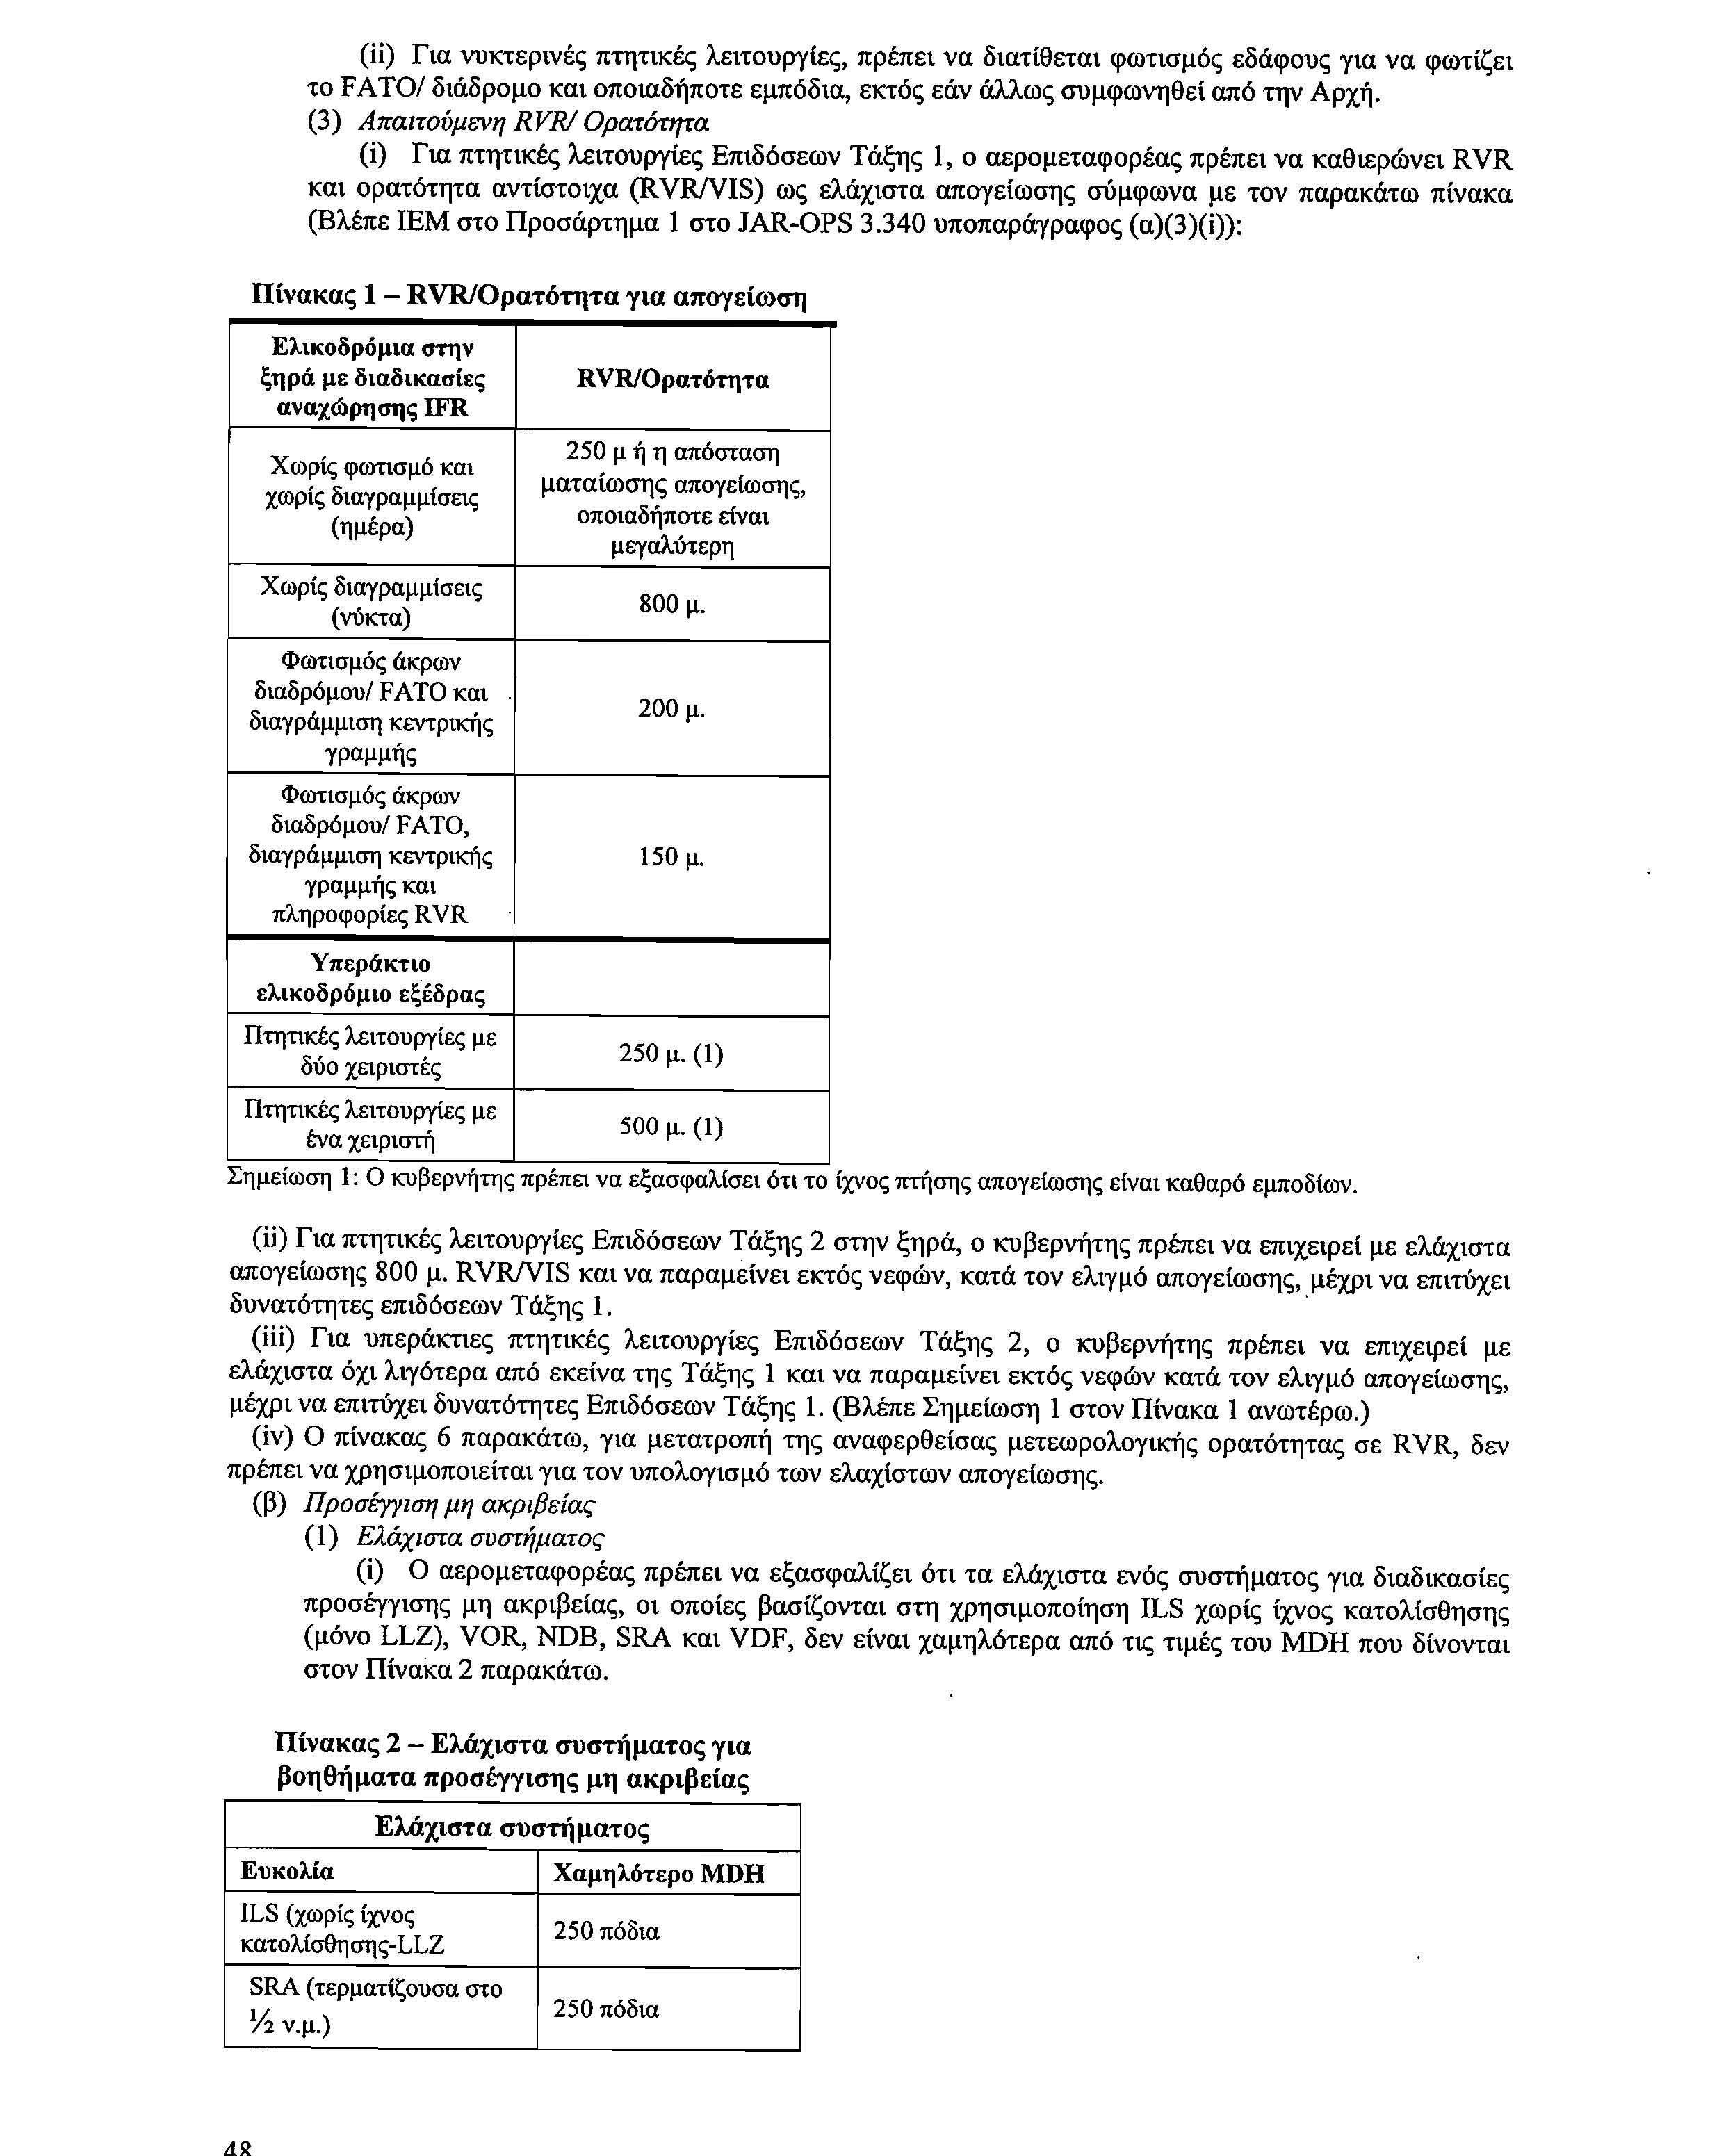 (ii) Για νυκτερινές πτητικές λειτουργίες, πρέπει να διατίθεται φωτισμός εδάφους για να φωτίζει
το FATO/ διάδρομο και οποιαδήποτε εμπόδια, εκτός εάν άλλως συμφωνηθεί από την Αρχή.
(3) Απαιτούμενη RVR/ Ορατότητα
(i) Για πτητικές λειτουργίες Επιδόσεων Τάξης 1, ο αερομεταφορέας πρέπει να καθιερώνει RVR
και ορατότητα αντίστοιχα (RVR/VIS) ως ελάχιστα απογείωσης σύμφωνα με τον παρακάτω πίνακα
(Βλέπε IEM στο Προσάρτημα 1 στο JAR-OPS 3.340 υποπαράγραφος (α)(3)(i)):
Πίνακας 1 – RVR/Ορατότητα για απογείωση
Ελικοδρόμια στην
ξηρά με διαδικασίες
αναχώρησης IFR
RVR/Ορατότητα
Χωρίς φωτισμό και
χωρίς διαγραμμίσεις
(ημέρα)
250 μ ή η απόσταση
ματαίωσης απογείωσης,
οποιαδήποτε είναι
μεγαλύτερη
Χωρίς διαγραμμίσεις
(νύκτα)
800 μ.
Φωτισμός άκρων
διαδρόμου/ FATO και
διαγράμμιση κεντρικής
γραμμής
200 μ.
Φωτισμός άκρων
διαδρόμου/ FATO,
διαγράμμιση κεντρικής
γραμμής και
πληροφορίες RVR
150 μ.
Υπεράκτιο
ελικοδρόμιο εξέδρας
Πτητικές λειτουργίες με
δύο χειριστές
250 μ. (1)
Πτητικές λειτουργίες με
ένα χειριστή
500 μ. (1)
Σημείωση 1: Ο κυβερνήτης πρέπει να εξασφαλίσει ότι το ίχνος πτήσης απογείωσης είναι καθαρό εμποδίων.
(ii) Για πτητικές λειτουργίες Επιδόσεων Τάξης 2 στην ξηρά, ο κυβερνήτης πρέπει να επιχειρεί με ελάχιστα
απογείωσης 800 μ. RVR/VIS και να παραμείνει εκτός νεφών, κατά τον ελιγμό απογείωσης, μέχρι να επιτύχει
δυνατότητες επιδόσεων Τάξης 1.
(iii) Για υπεράκτιες πτητικές λειτουργίες Επιδόσεων Τάξης 2, ο κυβερνήτης πρέπει να επιχειρεί με
ελάχιστα όχι λιγότερα από εκείνα της Τάξης 1 και να παραμείνει εκτός νεφών κατά τον ελιγμό απογείωσης,
μέχρι να επιτύχει δυνατότητες Επιδόσεων Τάξης 1. (Βλέπε Σημείωση 1 στον Πίνακα 1 ανωτέρω.)
(iv) Ο πίνακας 6 παρακάτω, για μετατροπή της αναφερθείσας μετεωρολογικής ορατότητας σε RVR, δεν
πρέπει να χρησιμοποιείται για τον υπολογισμό των ελαχίστων απογείωσης.
(β) Προσέγγιση μη ακριβείας
(1) Ελάχιστα συστήματος
(i) Ο αερομεταφορέας πρέπει να εξασφαλίζει ότι τα ελάχιστα ενός συστήματος για διαδικασίες
προσέγγισης μη ακριβείας, οι οποίες βασίζονται στη χρησιμοποίηση ILS χωρίς ίχνος κατολίσθησης
(μόνο LLZ), VOR, NDB, SRA και VDF, δεν είναι χαμηλότερα από τις τιμές του MDH που δίνονται
στον Πίνακα 2 παρακάτω.
Πίνακας 2 – Ελάχιστα συστήματος για
βοηθήματα προσέγγισης μη ακριβείας
Ελάχιστα συστήματος
Ευκολία
Χαμηλότερο MDH
ILS (χωρίς ίχνος
κατολίσθησης-LLZ
250 πόδια
SRA (τερματίζουσα στο
½ ν.μ.)
250 πόδια
48